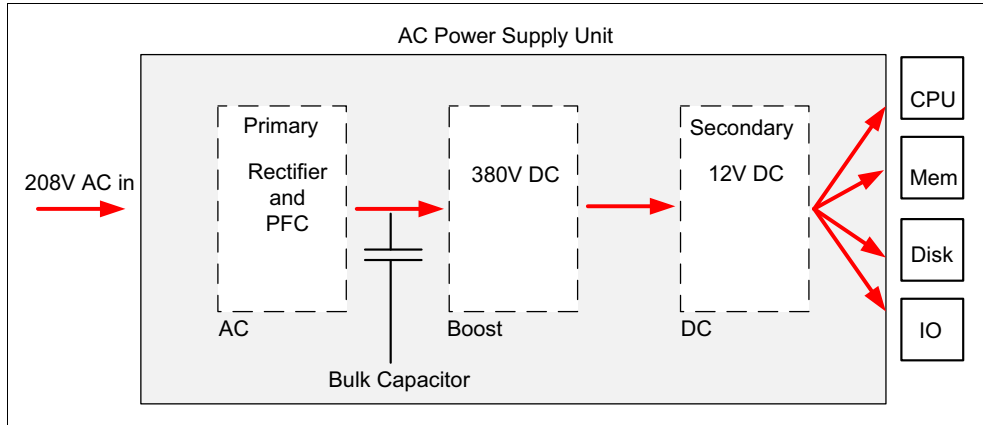 AC Power Supply Unit
208V AC in
Primary
Rectifier
and
PFC
AC
Bulk Capacitor
380V DC
Boost
Secondary
12V DC
DC
CPU
Mem
Disk
IO